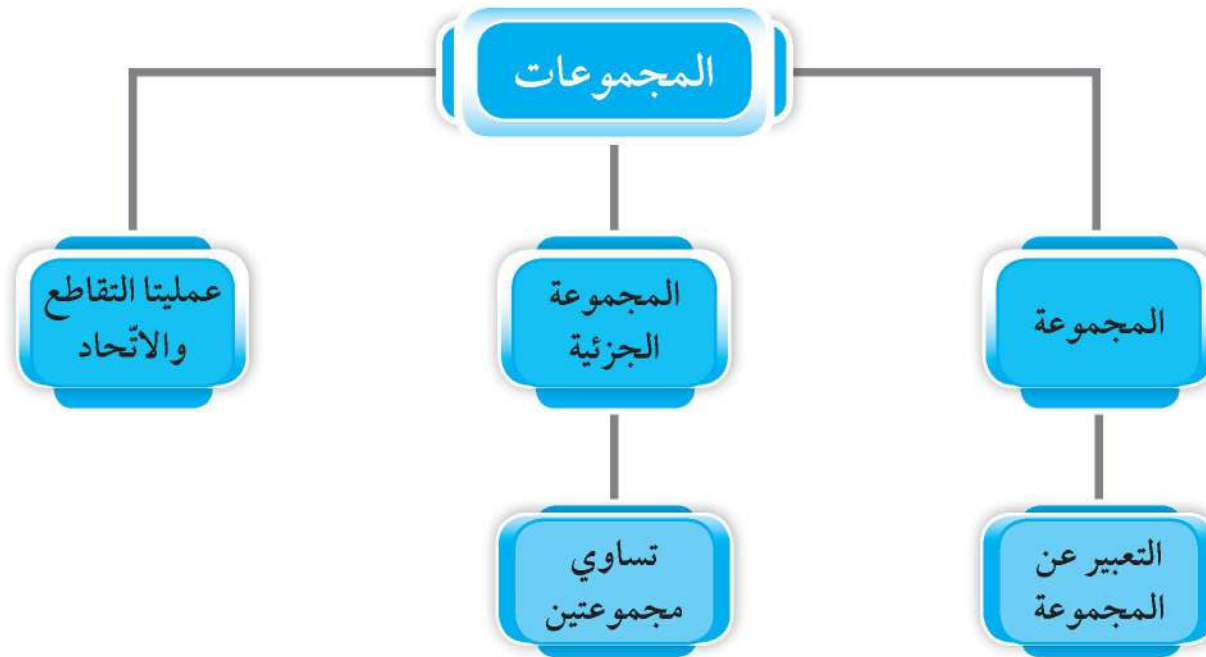 المجموعات
المجموعة
المجموعة
الجزئية
عمليتا التقاطع
والاتّحاد
التعبير عن
المجموعة
تساوي
مجموعتين